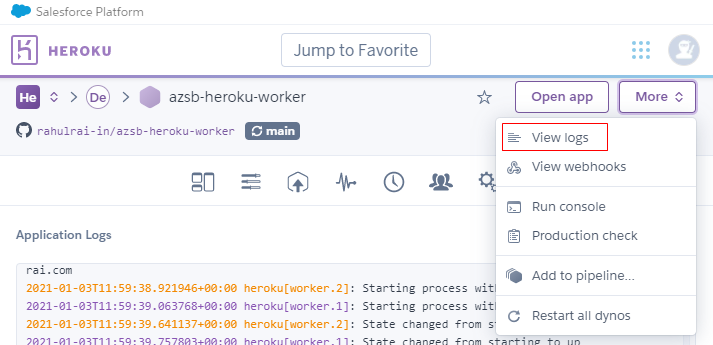 Salesforce Platform
HEROKU
Jump to Favorite
He
De
azsb-heroku-worker
Open app
More
rahulrai-in/azsb-heroku-worker
main
View logs
View webhooks
Run console
Production check
Add to pipeline...
Restart all dynos
Application Logs
rai.com
2021-01-03T11:59:38.921946+00:00 heroku[worker.2]: Starting process with
2021-01-03T11:59:39.063768+00:00 heroku[worker.1]: Starting process with
2021-01-03T11:59:39.641137+00:00 heroku[worker.2]: State changed from st
2021-01-03T11:59:39.757803+00:00 heroku[worker.1]: State changed from starting to up